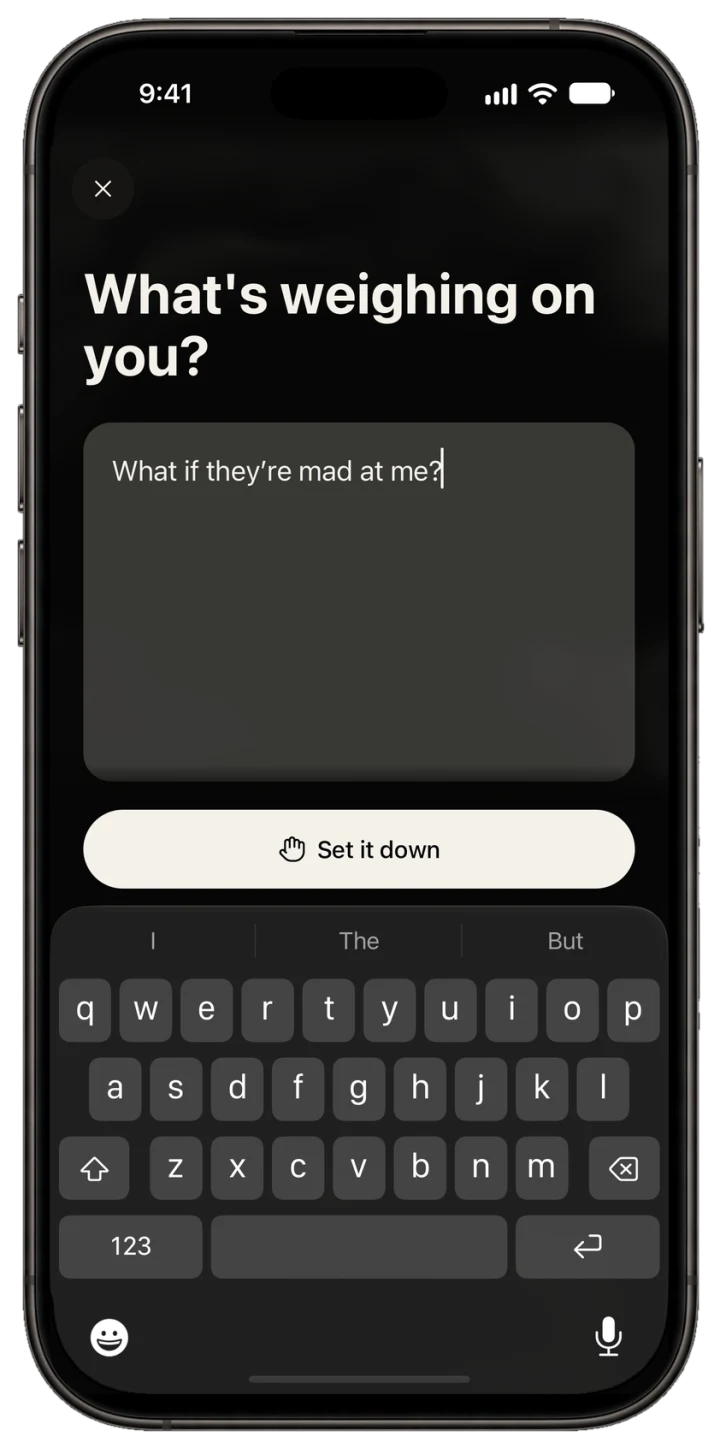 9:41
What's weighing on
you?
What if they’re mad at me?
Set it down
I
The
But
q w e r t y u i o p
a s d f g h j k l
z x c v b n m
123